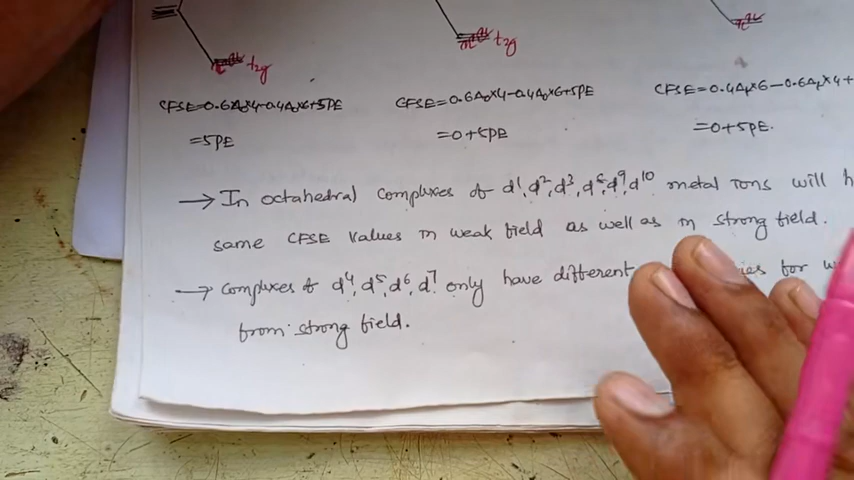 t₂g
t₂g
CFSE=0.6Δ₀×4-0.4Δ₀×6+5PE
CFSE=0.6Δ₀×4-0.4Δ₀×6+5PE
=5PE
=0+5PE
=0+5PE.
→ In octahedral complexes of d¹, d², d³, d⁸, d⁹, d¹⁰ metal ions will h
same CFSE values in weak field as well as in strong field.
→ complexes of d⁴, d⁵, d⁶, d⁷ only have different ies for w
from strong field.